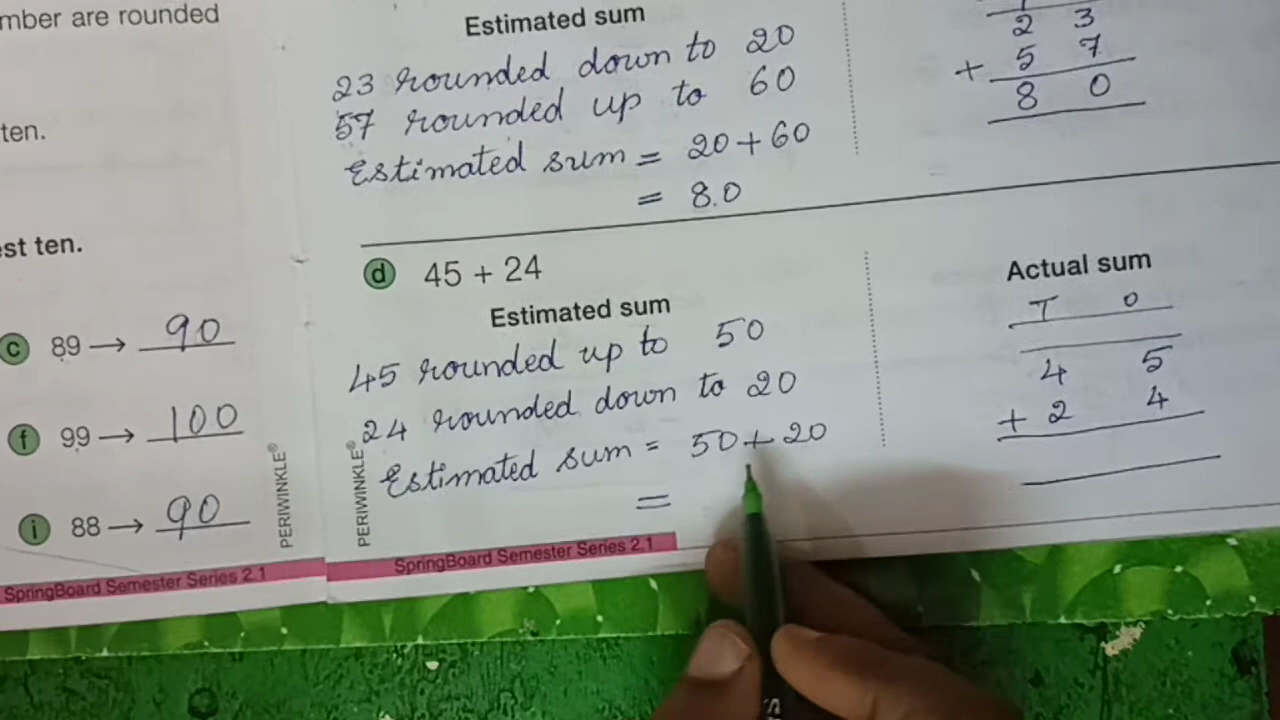 mber are rounded
ten.
est ten.
c 89 → 90
f 99 → 100
i 88 → 90
PERIWINKLE®
SpringBoard Semester Series 2.1
Estimated sum
23 rounded down to 20
57 rounded up to 60
Estimated sum = 20+60
= 8.0
2 3
+ 5 7
8 0
d 45 + 24
Estimated sum
45 rounded up to 50
24 rounded down to 20
Estimated sum = 50+20
=
Actual sum
T O
4 5
+ 2 4
PERIWINKLE®
SpringBoard Semester Series 2.1